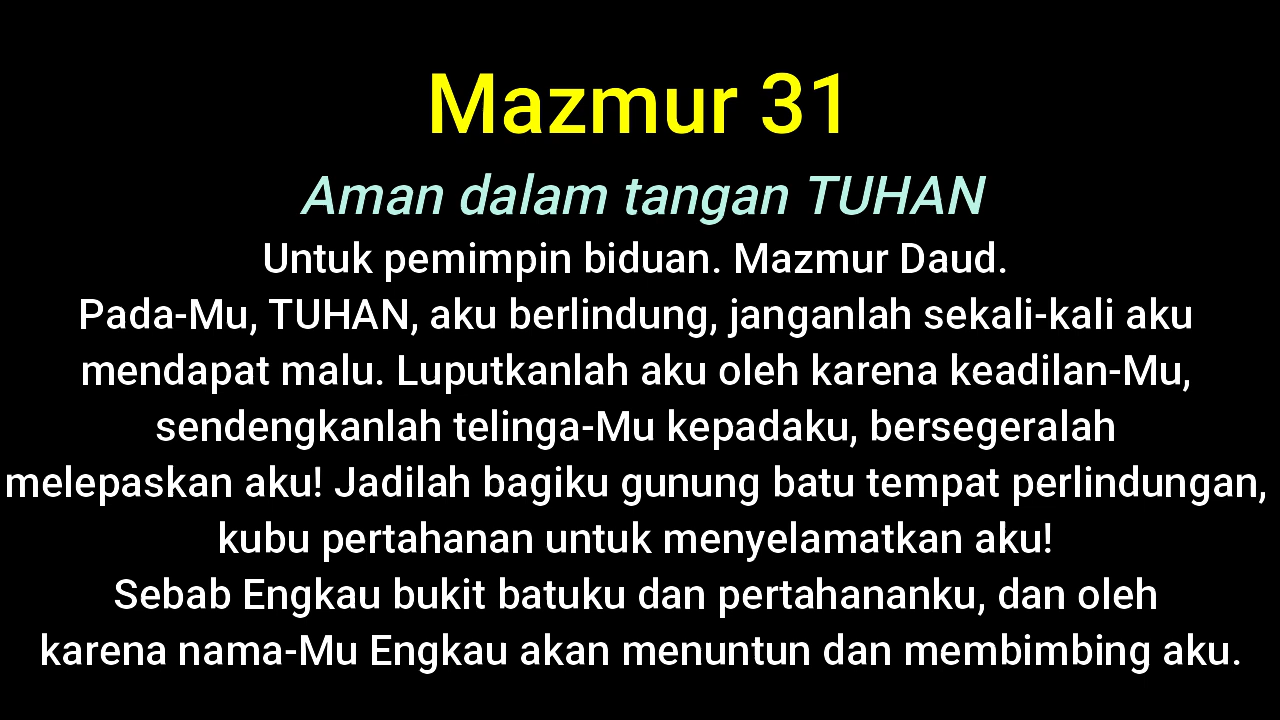 Mazmur 31
Aman dalam tangan TUHAN
Untuk pemimpin biduan. Mazmur Daud.
Pada-Mu, TUHAN, aku berlindung, janganlah sekali-kali aku
mendapat malu. Luputkanlah aku oleh karena keadilan-Mu,
sendengkanlah telinga-Mu kepadaku, bersegeralah
melepaskan aku! Jadilah bagiku gunung batu tempat perlindungan,
kubu pertahanan untuk menyelamatkan aku!
Sebab Engkau bukit batuku dan pertahananku, dan oleh
karena nama-Mu Engkau akan menuntun dan membimbing aku.